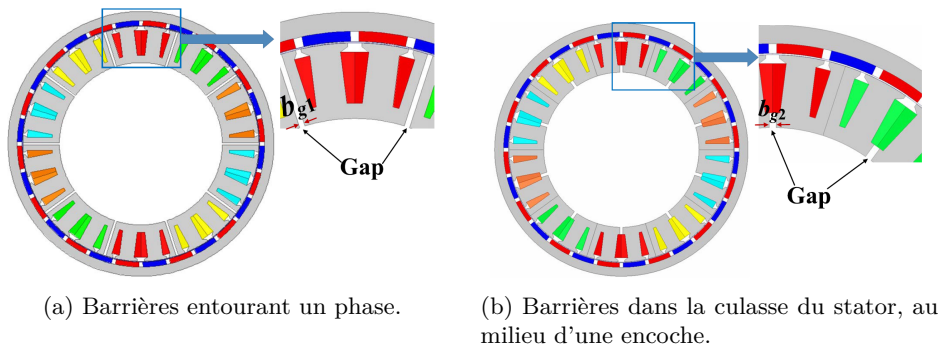 b_g1
Gap
b_g2
Gap
(a) Barrières entourant un phase.
(b) Barrières dans la culasse du stator, au
milieu d'une encoche.